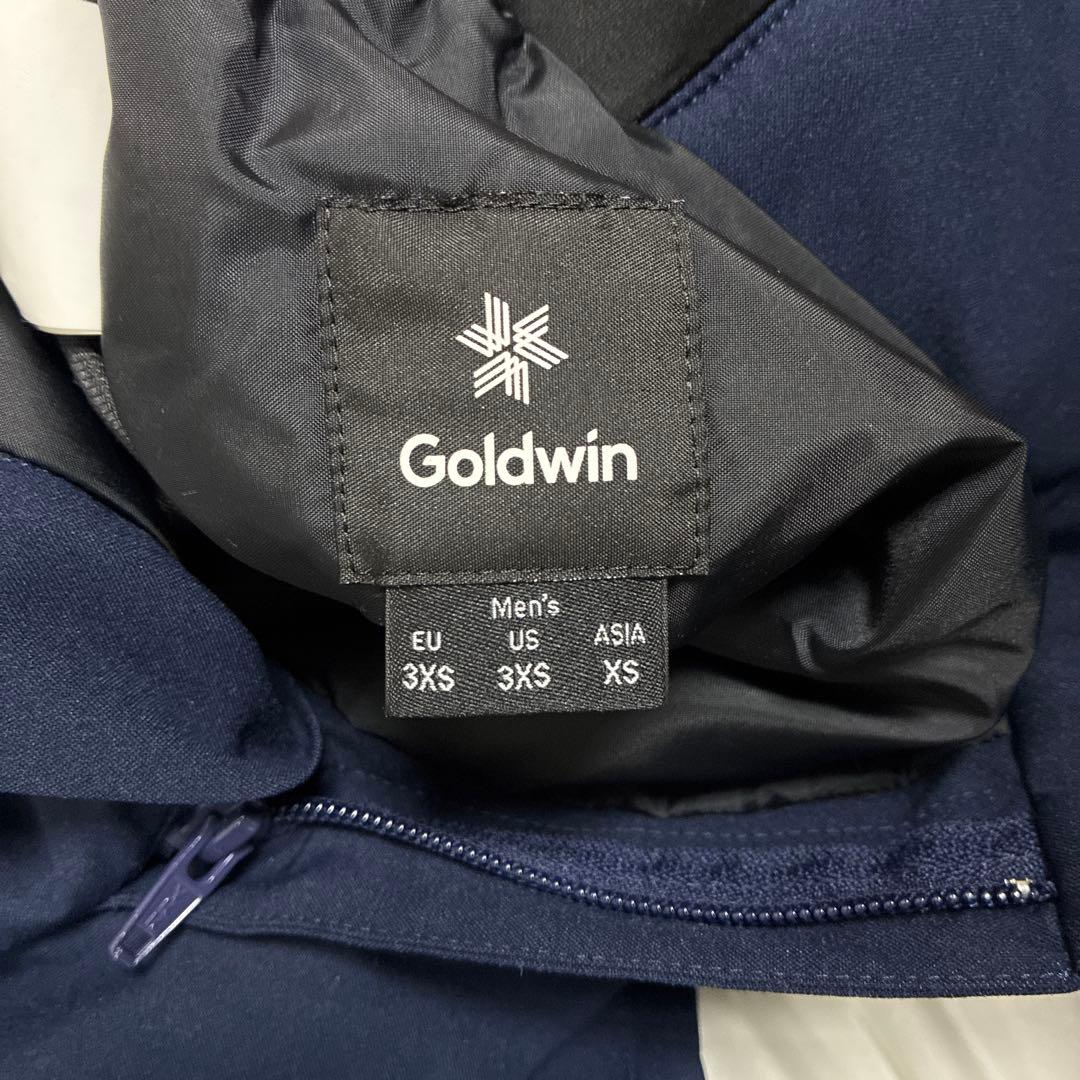 Goldwin
Men's
EU US ASIA
3XS 3XS XS